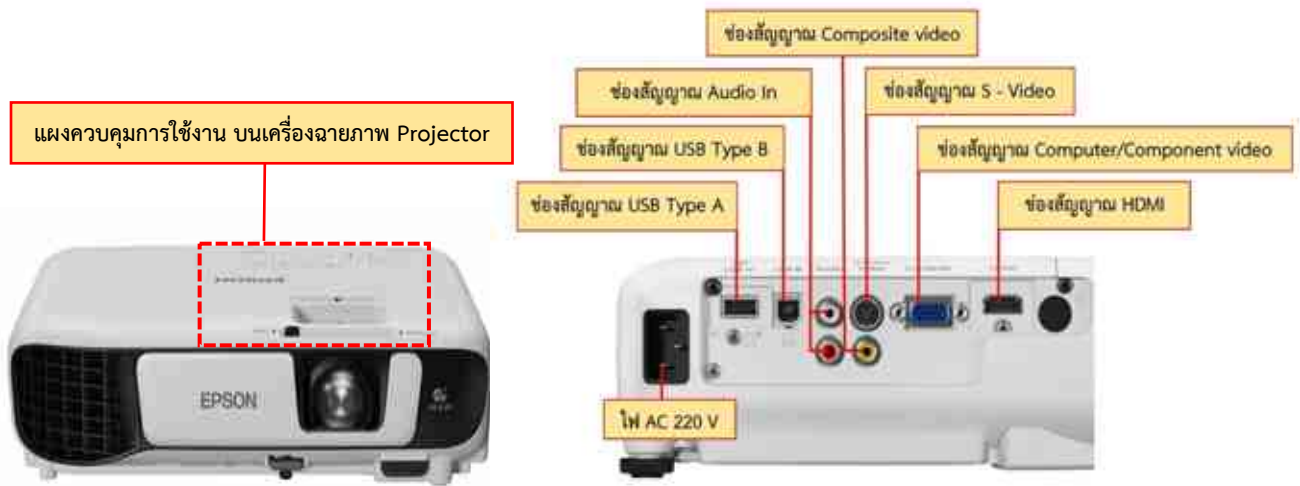 แผงควบคุมการใช้งาน บนเครื่องฉายภาพ Projector
EPSON
ช่องสัญญาณ Composite video
ช่องสัญญาณ Audio In
ช่องสัญญาณ S - Video
ช่องสัญญาณ USB Type B
ช่องสัญญาณ Computer/Component video
ช่องสัญญาณ USB Type A
ช่องสัญญาณ HDMI
ไฟ AC 220 V